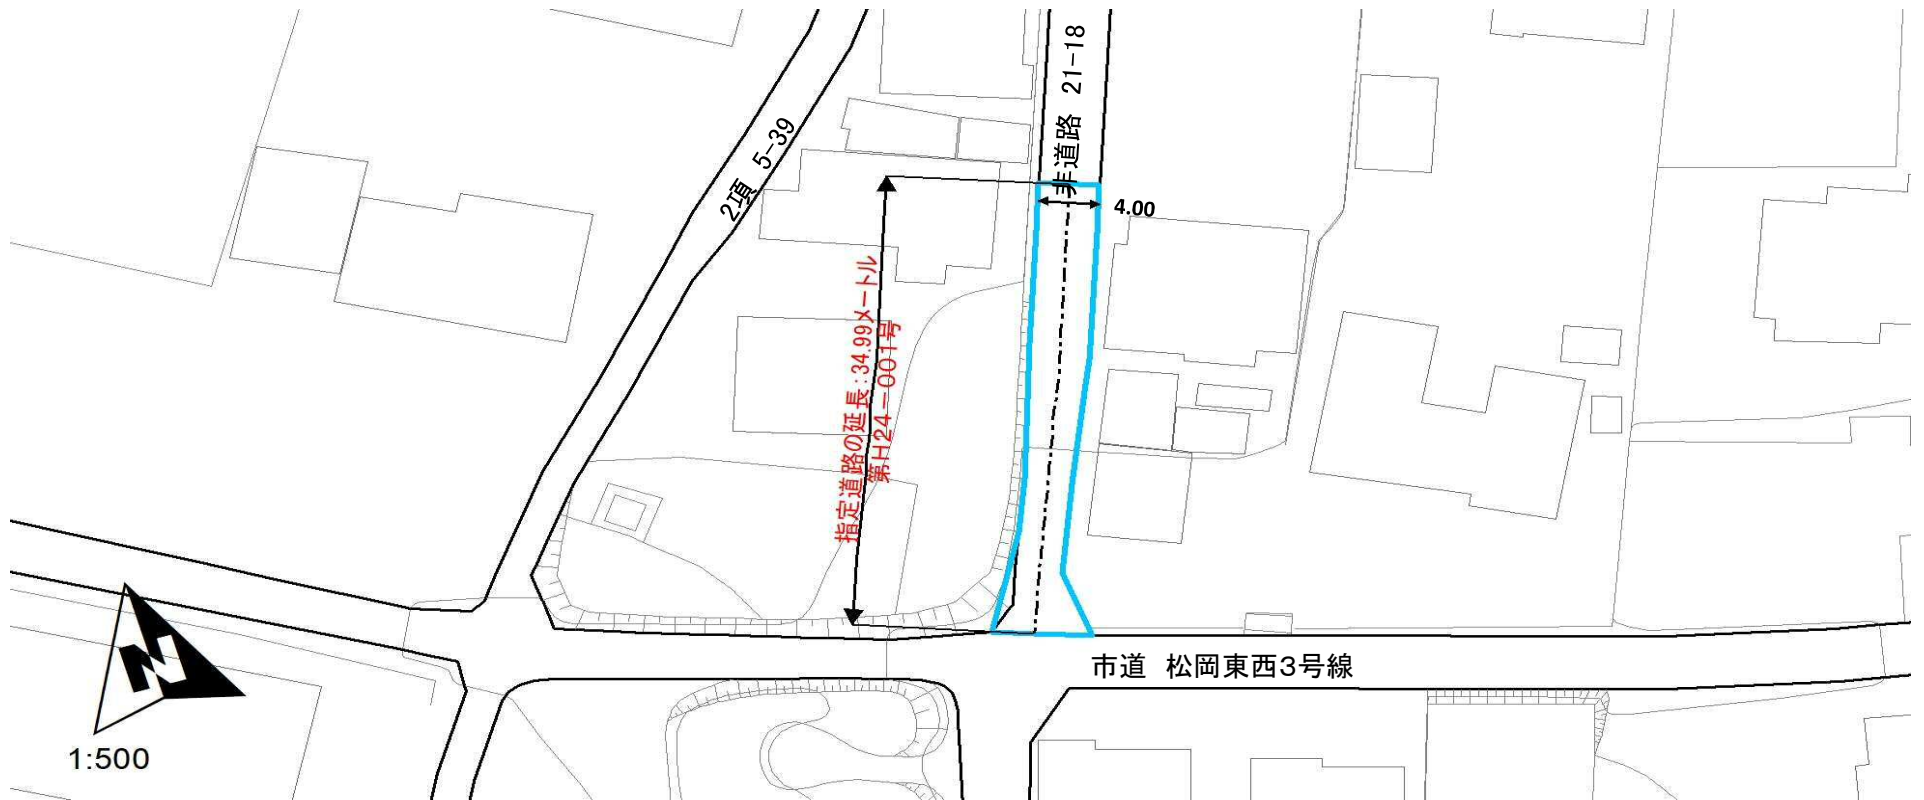 非道路 21-18
2項 5-39
4.00
指定道路の延長:34.99メートル
第H24-001号
市道 松岡東西3号線
N
1:500